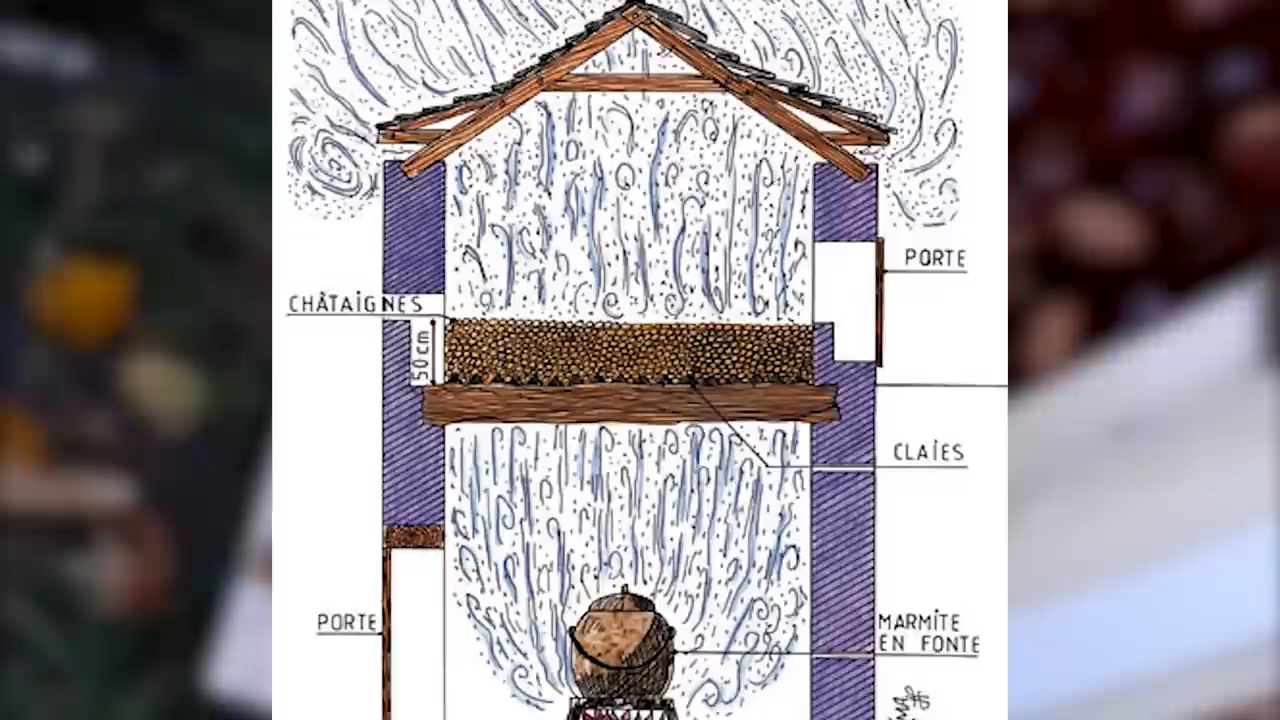 PORTE
CHÂTAIGNES
50 cm
CLAIES
PORTE
MARMITE
EN FONTE